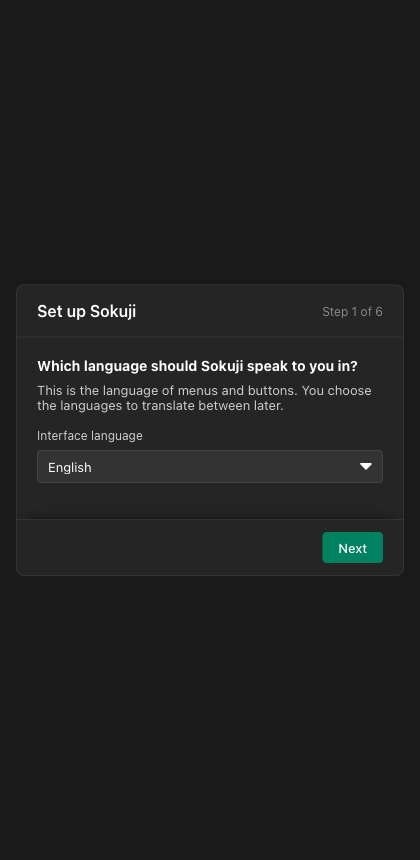 Set up Sokuji
Step 1 of 6
Which language should Sokuji speak to you in?
This is the language of menus and buttons. You choose
the languages to translate between later.
Interface language
English
Next